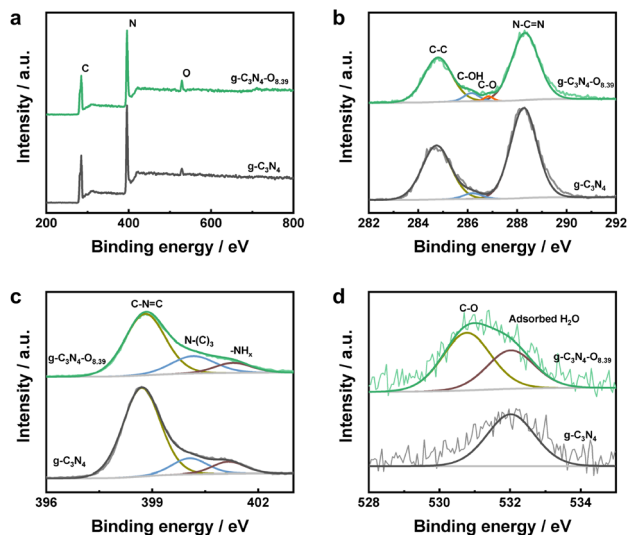 a
N
C
O
g-C₃N₄-O₈.₃₉
g-C₃N₄
Intensity / a.u.
200 400 600 800
Binding energy / eV
b
N-C=N
C-C
C-OH
C-O
g-C₃N₄-O₈.₃₉
g-C₃N₄
Intensity / a.u.
282 284 286 288 290 292
Binding energy / eV
c
C-N=C
N-(C)₃
-NHₓ
g-C₃N₄-O₈.₃₉
g-C₃N₄
Intensity / a.u.
396 399 402
Binding energy / eV
d
C-O
Adsorbed H₂O
g-C₃N₄-O₈.₃₉
g-C₃N₄
Intensity / a.u.
528 530 532 534
Binding energy / eV